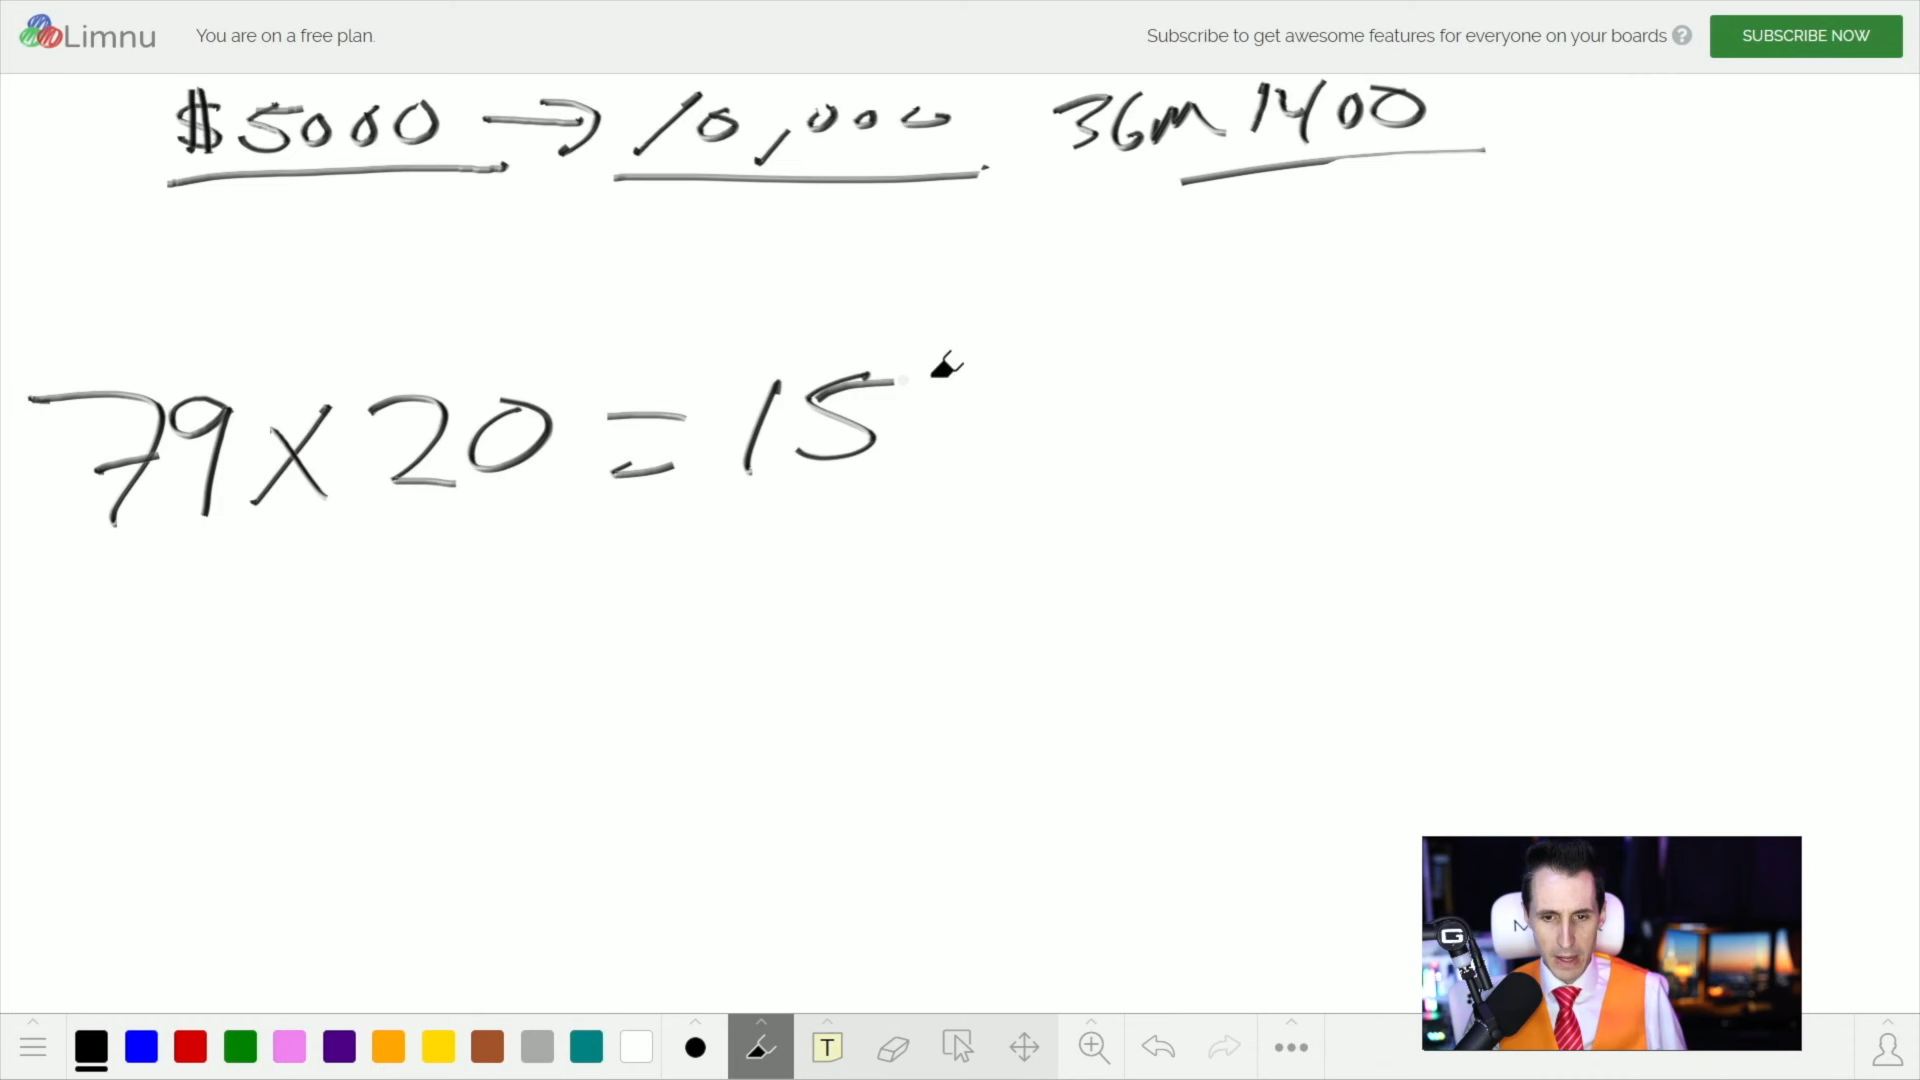 Limnu You are on a free plan. Subscribe to get awesome features for everyone on your boards ? SUBSCRIBE NOW
$5000 → 10,000 36m 1400
79 x 20 = 15
G M
T